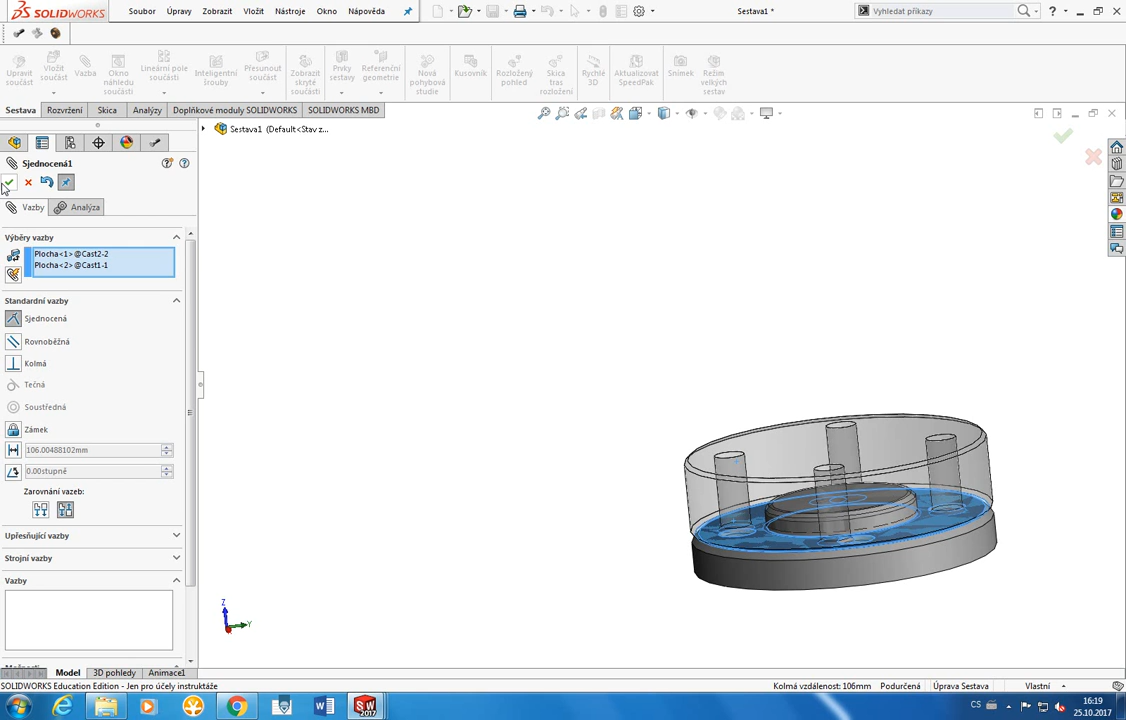 SOLIDWORKS
Soubor Úpravy Zobrazit Vložit Nástroje Okno Nápověda
Sestava1 *
Vyhledat příkazy
Upravit součást
Vložit součást
Vazba
Okno náhledu součásti
Lineární pole součásti
Inteligentní šrouby
Přesunout součást
Zobrazit skryté součásti
Prvky sestavy
Referenční geometrie
Nová pohybová studie
Kusovník
Rozložený pohled
Skica tras rozložení
Rychlé 3D
Aktualizovat SpeedPak
Snímek
Režim velkých sestav
Sestava Rozvržení Skica Analýzy Doplňkové moduly SOLIDWORKS SOLIDWORKS MBD
Sestava1 (Default<Stav z...
Sjednocená1
Vazby Analýza
Výběry vazby
Plocha<1>@Cast2-2
Plocha<2>@Cast1-1
Standardní vazby
Sjednocená
Rovnoběžná
Kolmá
Tečná
Soustředná
Zámek
106.00488102mm
0.00stupně
Zarovnání vazeb:
Upřesňující vazby
Strojní vazby
Vazby
Z
Y
Model 3D pohledy Animace1
SOLIDWORKS Education Edition - Jen pro účely instruktáže
Kolmá vzdálenost: 106mm Podurčená Úprava Sestava Vlastní
CS
16:19
25.10.2017